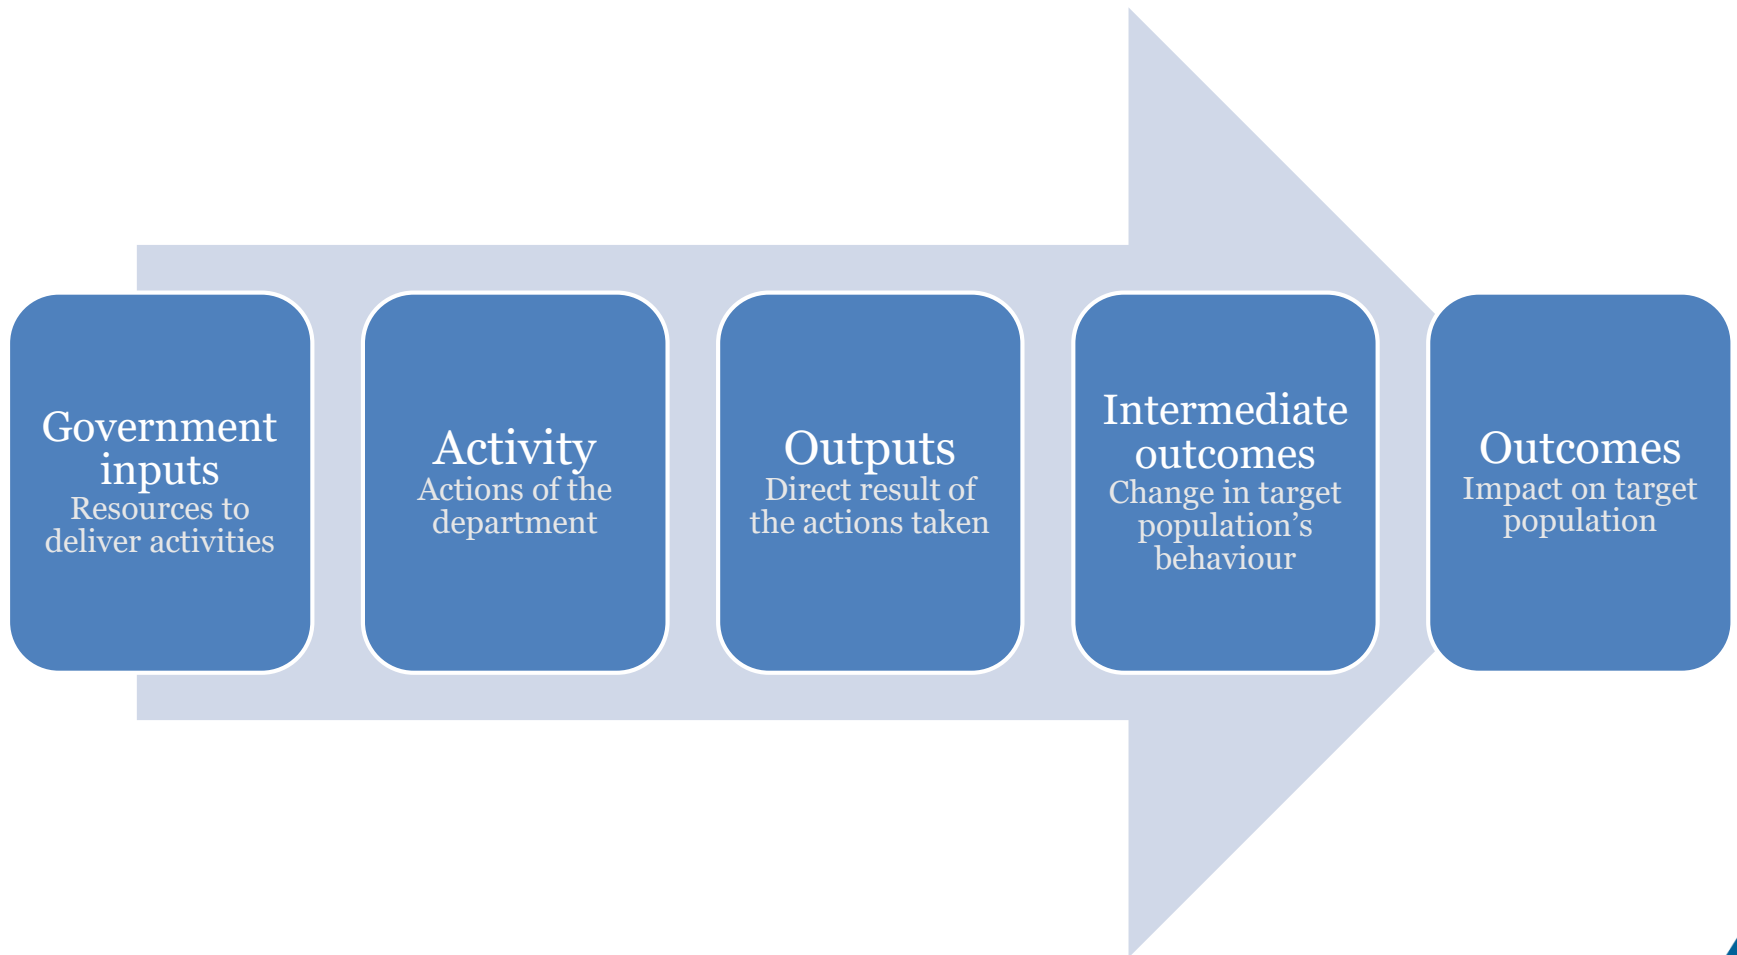 Government
inputs
Resources to
deliver activities
Activity
Actions of the
department
Outputs
Direct result of
the actions taken
Intermediate
outcomes
Change in target
population’s
behaviour
Outcomes
Impact on target
population